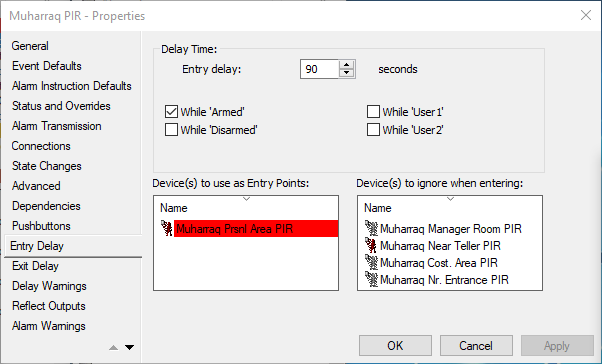 Muharraq PIR - Properties
General
Event Defaults
Alarm Instruction Defaults
Status and Overrides
Alarm Transmission
Connections
State Changes
Advanced
Dependencies
Pushbuttons
Entry Delay
Exit Delay
Delay Warnings
Reflect Outputs
Alarm Warnings
Delay Time:
Entry delay: 90 seconds
While 'Armed' While 'User1'
While 'Disarmed' While 'User2'
Device(s) to use as Entry Points:
Name
Muharraq Prsnl Area PIR
Device(s) to ignore when entering:
Name
Muharraq Manager Room PIR
Muharraq Near Teller PIR
Muharraq Cost. Area PIR
Muharraq Nr. Entrance PIR
OK Cancel Apply